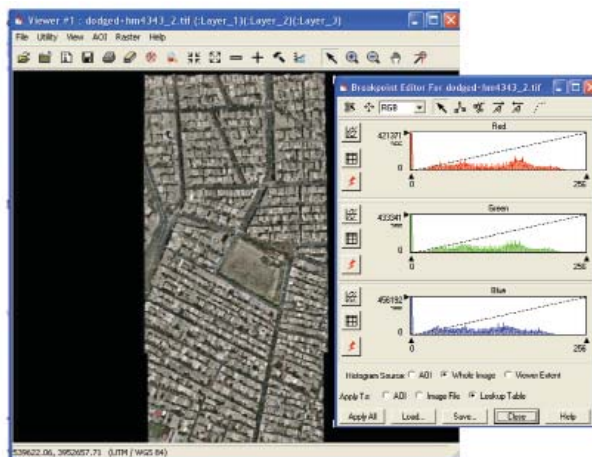 Viewer #1 : dodged-hm4343_2.tif (:Layer_1)(:Layer_2)(:Layer_3)
File Utility View AOI Raster Help
Breakpoint Editor For dodged-hm4343_2.tif
RGB
Red
421371
0
0 256
Green
433341
0
0 256
Blue
456192
0
0 256
Histogram Source: AOI Whole Image Viewer Extent
Apply To: AOI Image File Lookup Table
Apply All Load... Save... Close Help
539622.06, 3952657.71 (UTM / WGS 84)